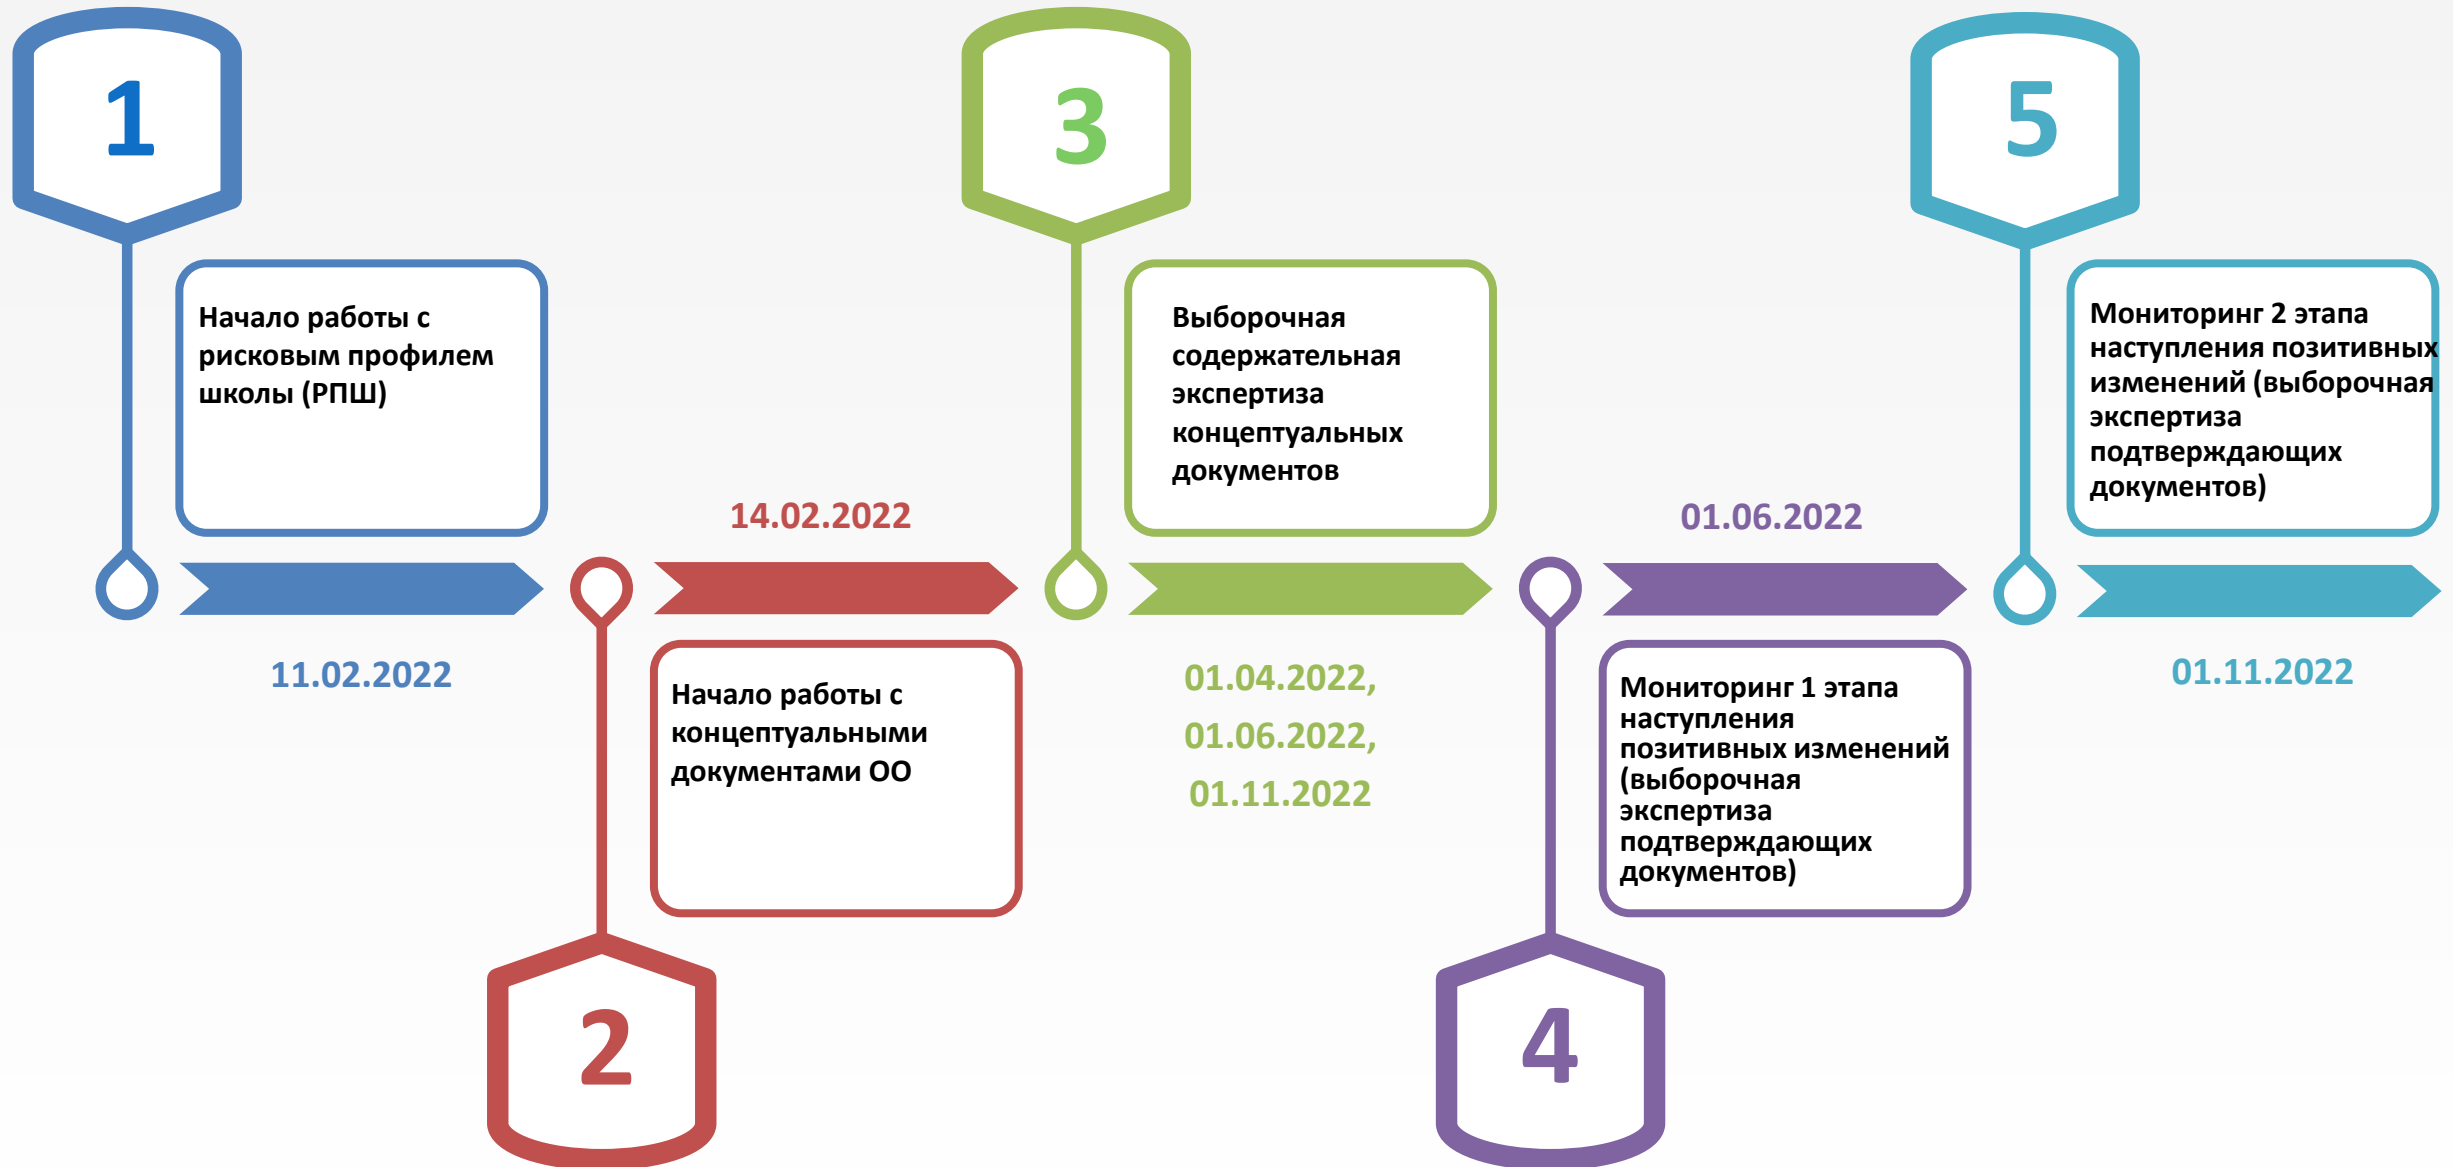 1
Начало работы с
рисковым профилем
школы (РПШ)
11.02.2022
2
14.02.2022
Начало работы с
концептуальными
документами ОО
3
Выборочная
содержательная
экспертиза
концептуальных
документов
01.04.2022,
01.06.2022,
01.11.2022
4
01.06.2022
Мониторинг 1 этапа
наступления
позитивных изменений
(выборочная
экспертиза
подтверждающих
документов)
5
Мониторинг 2 этапа
наступления позитивных
изменений (выборочная
экспертиза
подтверждающих
документов)
01.11.2022